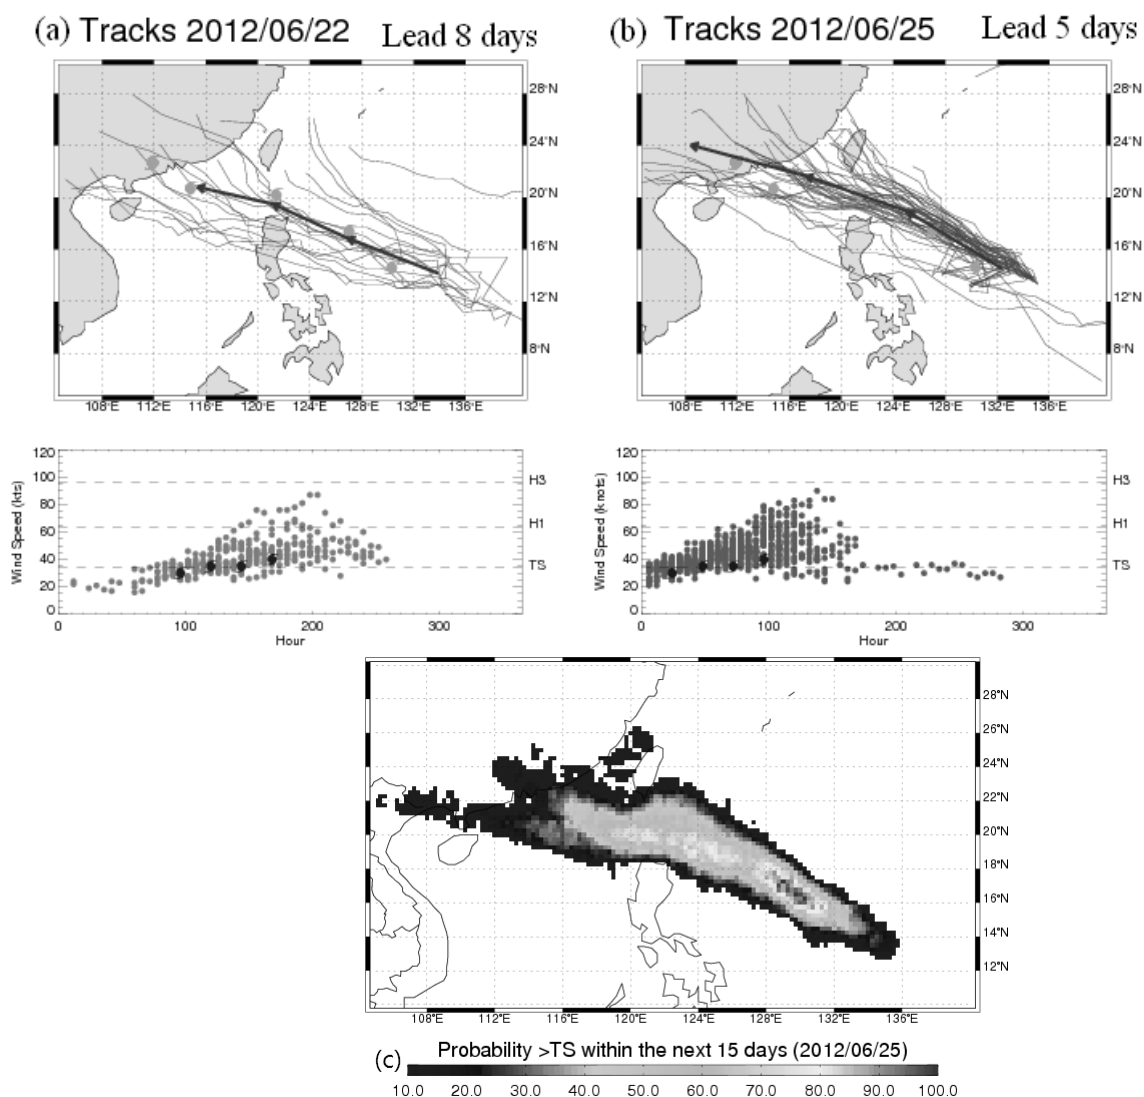 (a) Tracks 2012/06/22 Lead 8 days
(b) Tracks 2012/06/25 Lead 5 days
28°N
24°N
20°N
16°N
12°N
8°N
108°E 112°E 116°E 120°E 124°E 128°E 132°E 136°E
28°N
24°N
20°N
16°N
12°N
8°N
108°E 112°E 116°E 120°E 124°E 128°E 132°E 136°E
Wind Speed (kts)
120
100
80
60
40
20
0
H3
H1
TS
0 100 200 300
Hour
Wind Speed (knots)
120
100
80
60
40
20
0
H3
H1
TS
0 100 200 300
Hour
28°N
26°N
24°N
22°N
20°N
18°N
16°N
14°N
12°N
108°E 112°E 116°E 120°E 124°E 128°E 132°E 136°E
(c) Probability >TS within the next 15 days (2012/06/25)
10.0 20.0 30.0 40.0 50.0 60.0 70.0 80.0 90.0 100.0